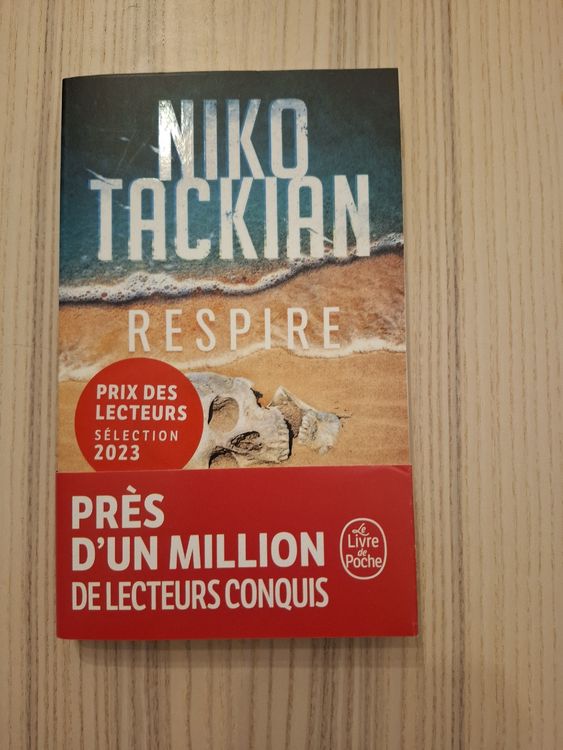 NIKO
TACKIAN
RESPIRE
PRIX DES
LECTEURS
SÉLECTION
2023
PRÈS
D'UN MILLION
DE LECTEURS CONQUIS
Le
Livre
de
Poche